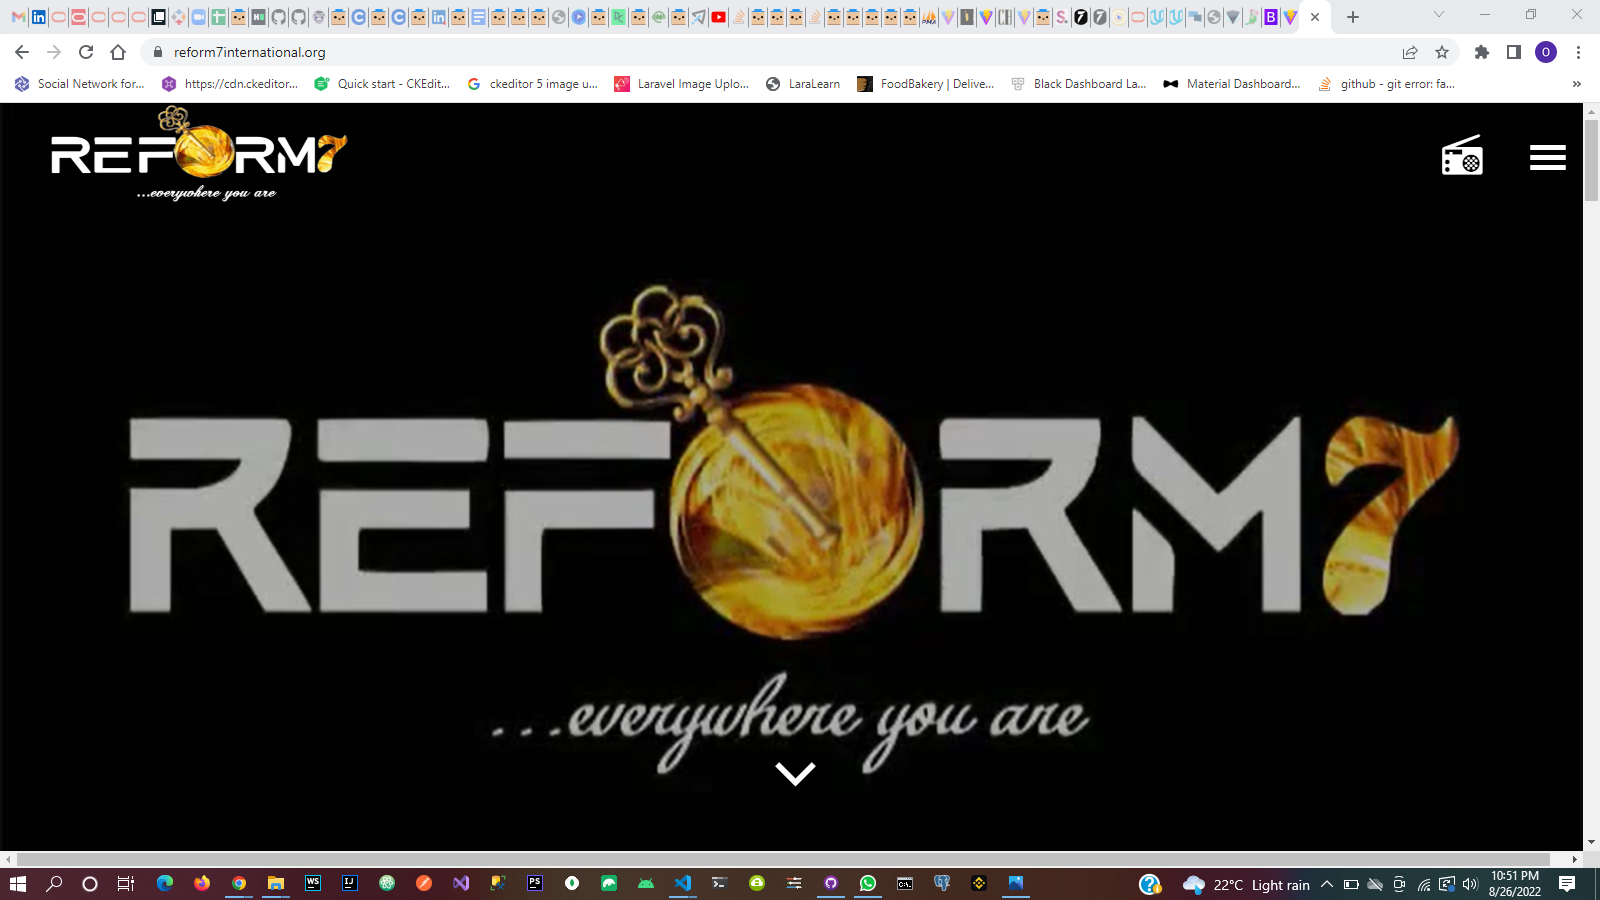 reform7international.org
Social Network for...
https://cdn.ckeditor...
Quick start - CKEdit...
ckeditor 5 image u...
Laravel Image Uplo...
LaraLearn
FoodBakery | Delive...
Black Dashboard La...
Material Dashboard...
github - git error: fa...
REFORM7
...everywhere you are
REFORM7
...everywhere you are
22°C Light rain
10:51 PM
8/26/2022